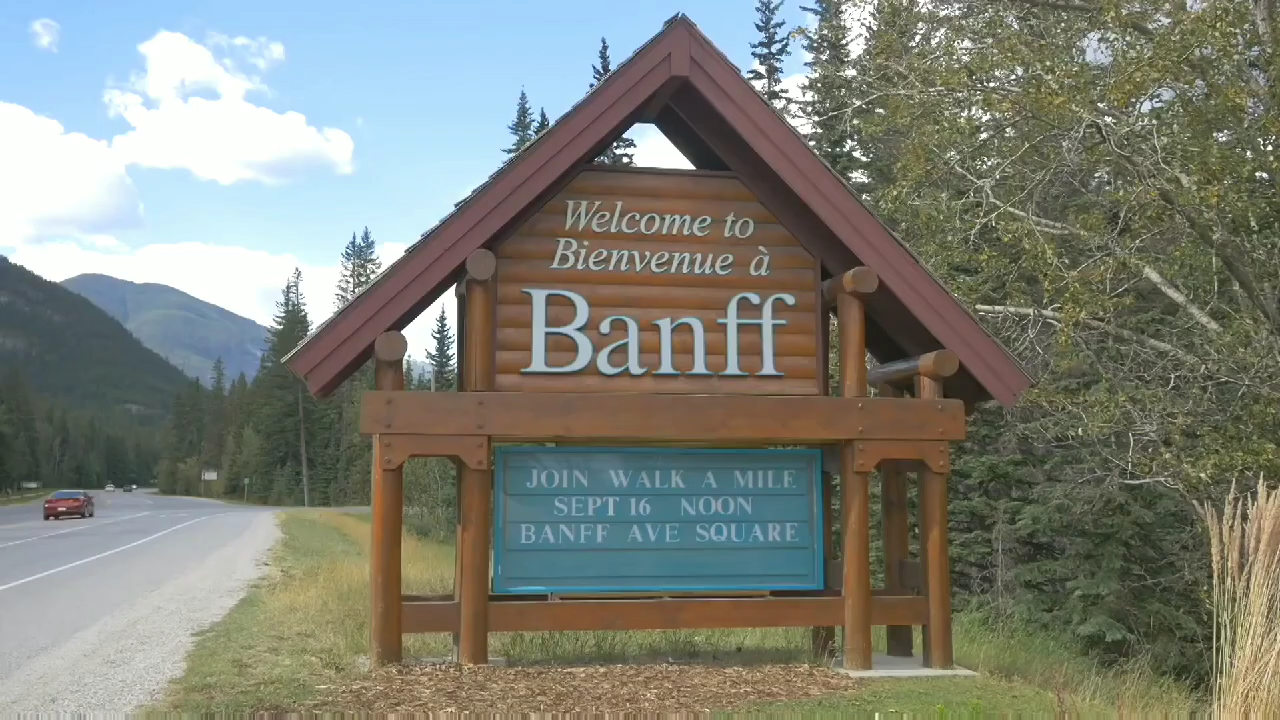 Welcome to
Bienvenue à
Banff
JOIN WALK A MILE
SEPT 16 NOON
BANFF AVE SQUARE